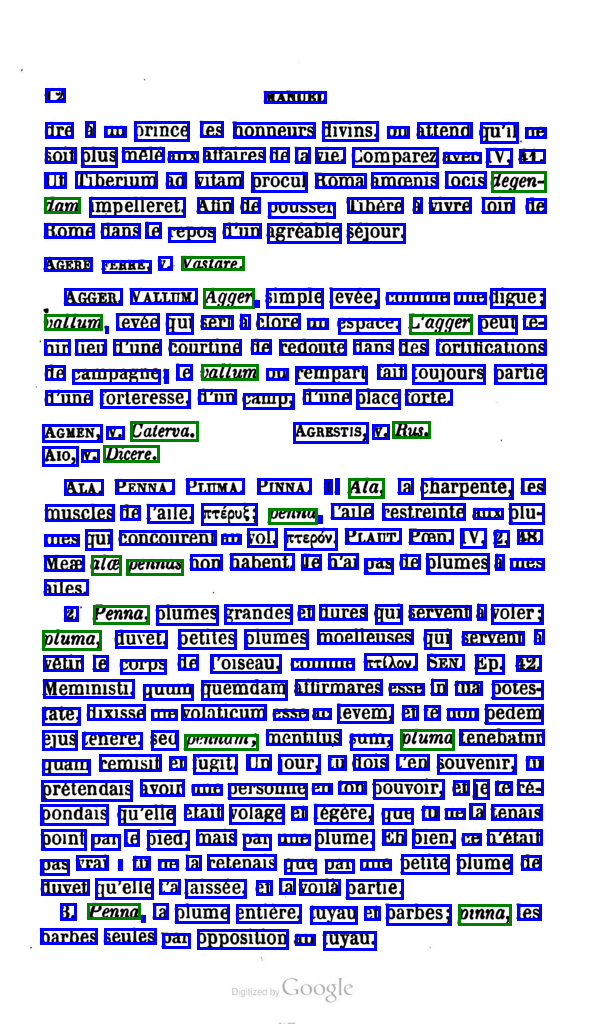 12 MANUEL
dre à un prince les honneurs divins, on attend qu'il ne
soit plus mêlé aux affaires de la vie. Comparez avec IV, 41.
Ut Tiberium ad vitam procul Roma amœnis locis degen-
dam impelleret. Afin de pousser Tibère à vivre loin de
Rome dans le repos d'un agréable séjour.
AGERE FERRE, v. Vastare.
AGGER. VALLUM. Agger, simple levée, comme une digue;
vallum, levée qui sert à clore un espace. L'agger peut te-
nir lieu d'une courtine de redoute dans des fortifications
de campagne; le vallum ou rempart fait toujours partie
d'une forteresse, d'un camp, d'une place forte.
AGMEN, v. Caterva. AGRESTIS, v. Rus.
AIO, v. Dicere.
ALA. PENNA. PLUMA. PINNA. 1. Ala, la charpente, les
muscles de l'aile, πτέρυξ; penna, l'aile restreinte aux plu-
mes qui concourent au vol, πτερόν. PLAUT. Pœn. IV, 2, 48.
Meæ alæ pennas non habent. Je n'ai pas de plumes à mes
ailes.
2. Penna, plumes grandes et dures qui servent à voler;
pluma, duvet, petites plumes moelleuses qui servent à
vêtir le corps de l'oiseau, comme πτίλον. SEN. Ep. 42.
Meministi, quum quemdam affirmares esse in tua potes-
tate, dixisse me volaticum esse ac levem, et te non pedem
ejus tenere, sed pennam; mentitus sum, pluma tenebatur
quam remisit et fugit. Un jour, tu dois t'en souvenir, tu
prétendais avoir une personne en ton pouvoir, et je te ré-
pondais qu'elle était volage et légère, que tu ne la tenais
point par le pied, mais par une plume. Eh bien, ce n'était
pas vrai : tu ne la retenais que par une petite plume de
duvet qu'elle t'a laissée, et la voilà partie.
3. Penna, la plume entière, tuyau et barbes; pinna, les
barbes seules par opposition au tuyau.
Digitized by Google